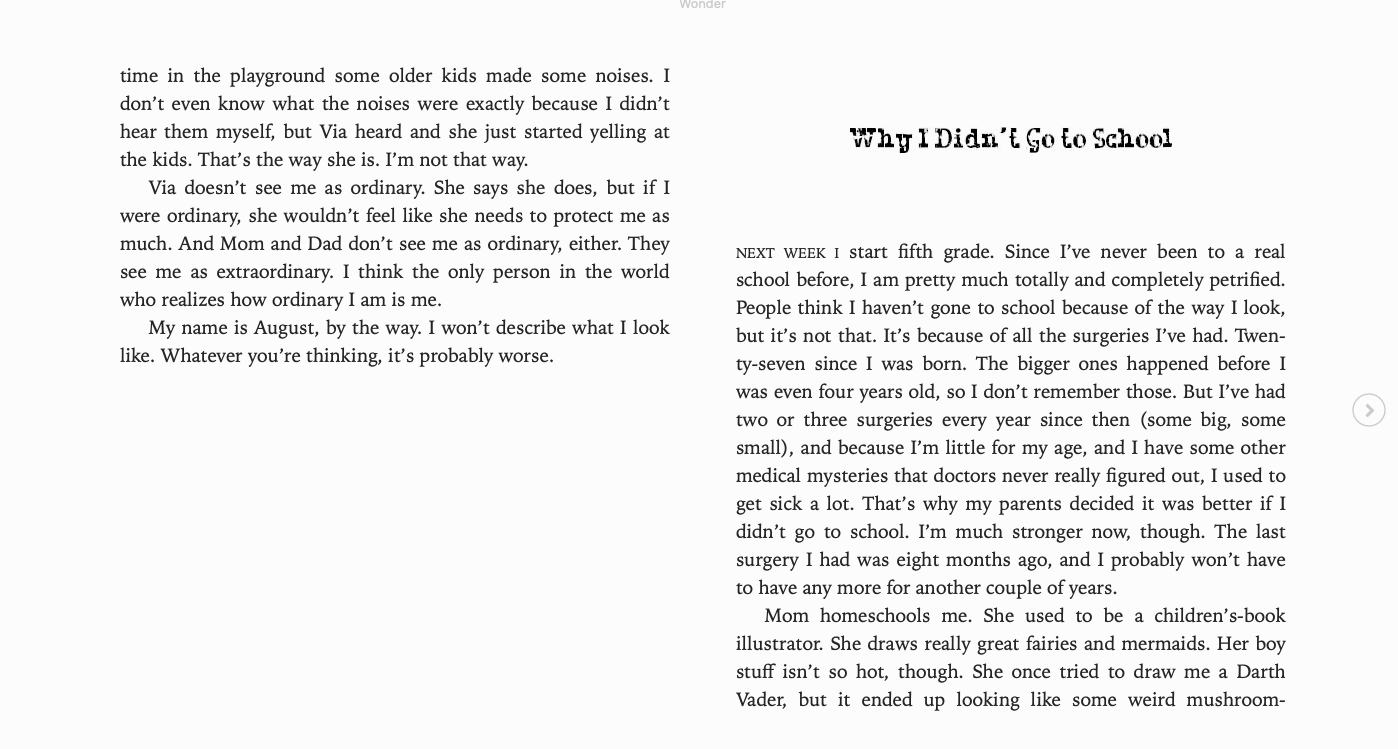 Wonder
time in the playground some older kids made some noises. I
don’t even know what the noises were exactly because I didn’t
hear them myself, but Via heard and she just started yelling at
the kids. That’s the way she is. I’m not that way.
Via doesn’t see me as ordinary. She says she does, but if I
were ordinary, she wouldn’t feel like she needs to protect me as
much. And Mom and Dad don’t see me as ordinary, either. They
see me as extraordinary. I think the only person in the world
who realizes how ordinary I am is me.
My name is August, by the way. I won’t describe what I look
like. Whatever you’re thinking, it’s probably worse.
Why I Didn’t Go to School
NEXT WEEK I start fifth grade. Since I’ve never been to a real
school before, I am pretty much totally and completely petrified.
People think I haven’t gone to school because of the way I look,
but it’s not that. It’s because of all the surgeries I’ve had. Twen-
ty-seven since I was born. The bigger ones happened before I
was even four years old, so I don’t remember those. But I’ve had
two or three surgeries every year since then (some big, some
small), and because I’m little for my age, and I have some other
medical mysteries that doctors never really figured out, I used to
get sick a lot. That’s why my parents decided it was better if I
didn’t go to school. I’m much stronger now, though. The last
surgery I had was eight months ago, and I probably won’t have
to have any more for another couple of years.
Mom homeschools me. She used to be a children’s-book
illustrator. She draws really great fairies and mermaids. Her boy
stuff isn’t so hot, though. She once tried to draw me a Darth
Vader, but it ended up looking like some weird mushroom-